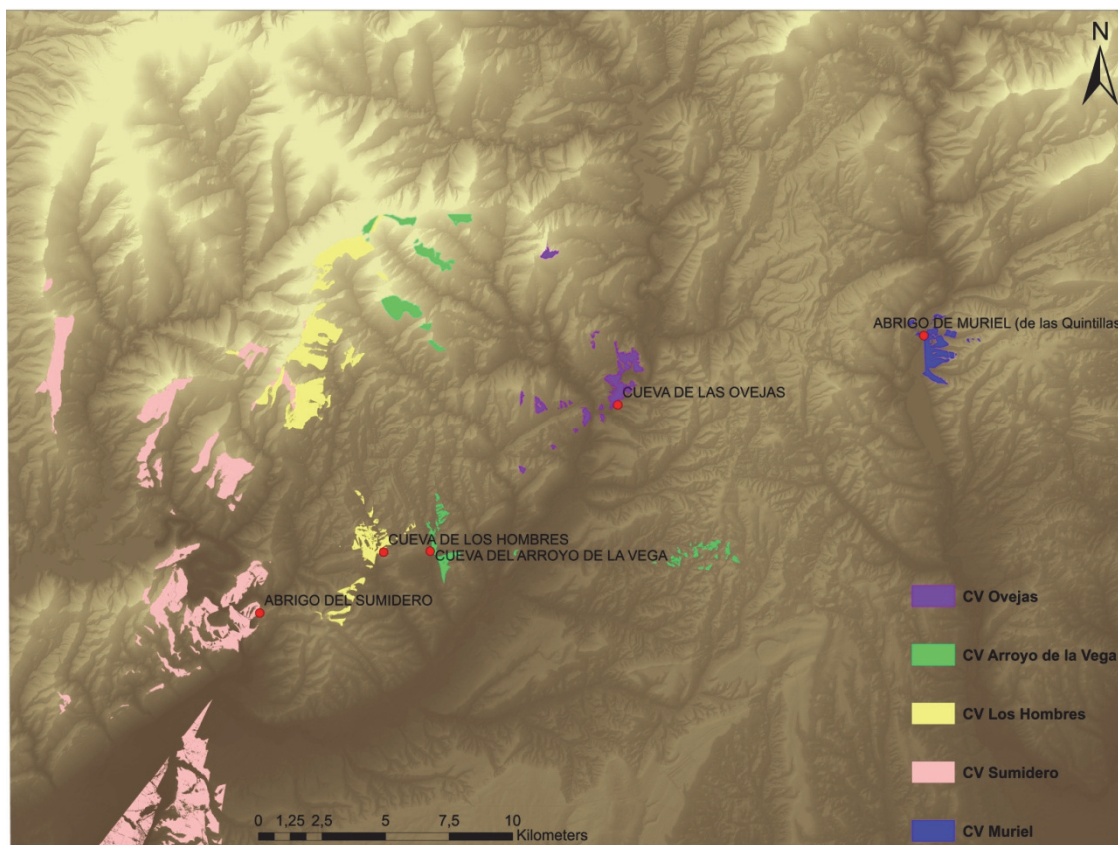 N
ABRIGO DE MURIEL (de las Quintillas
CUEVA DE LAS OVEJAS
CUEVA DE LOS HOMBRES
CUEVA DEL ARROYO DE LA VEGA
ABRIGO DEL SUMIDERO
CV Ovejas
CV Arroyo de la Vega
CV Los Hombres
CV Sumidero
CV Muriel
0 1,25 2,5 5 7,5 10
Kilometers